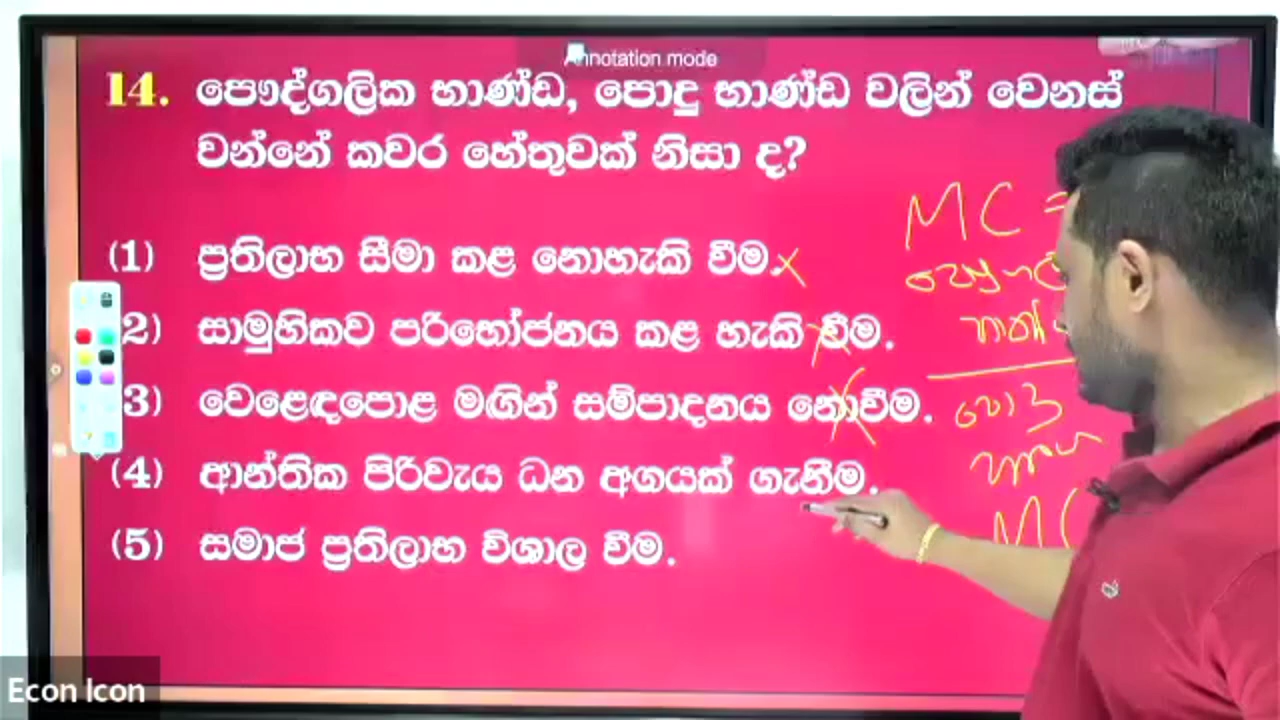 Annotation mode
14. පෞද්ගලික භාණ්ඩ, පොදු භාණ්ඩ වලින් වෙනස්
වන්නේ කවර හේතුවක් නිසා ද?
(1) ප්‍රතිලාභ සීමා කළ නොහැකි වීම.
2) සාමුහිකව පරිභෝජනය කළ හැකි වීම.
3) වෙළෙඳපොළ මගින් සම්පාදනය නොවීම.
(4) ආන්තික පිරිවැය ධන අගයක් ගැනීම.
(5) සමාජ ප්‍රතිලාභ විශාල වීම.
MC =
පොදු
MC
Econ Icon